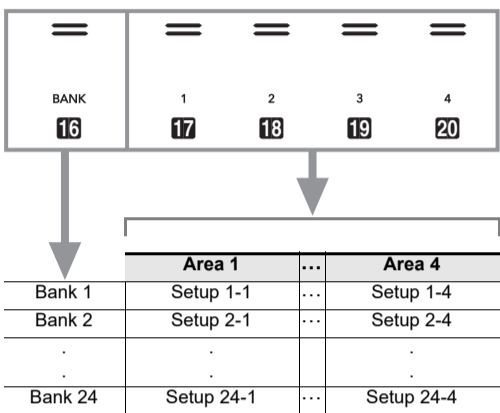 BANK 1 2 3 4
16 17 18 19 20
Area 1 ... Area 4
Bank 1 Setup 1-1 ... Setup 1-4
Bank 2 Setup 2-1 ... Setup 2-4
. . .
. . .
Bank 24 Setup 24-1 ... Setup 24-4